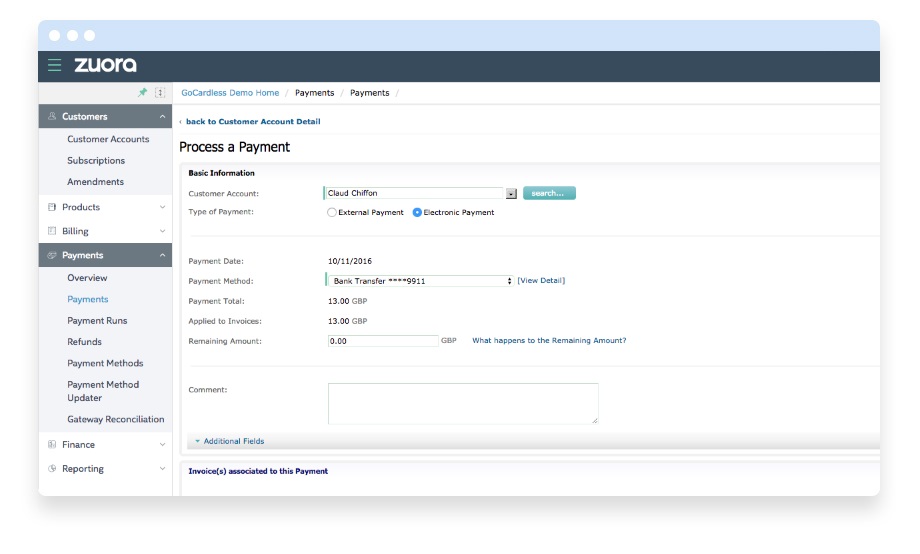 zuora
GoCardless Demo Home / Payments / Payments /
Customers
Customer Accounts
Subscriptions
Amendments
Products
Billing
Payments
Overview
Payments
Payment Runs
Refunds
Payment Methods
Payment Method
Updater
Gateway Reconciliation
Finance
Reporting
‹ back to Customer Account Detail
Process a Payment
Basic Information
Customer Account: Claud Chiffon search...
Type of Payment: External Payment Electronic Payment
Payment Date: 10/11/2016
Payment Method: Bank Transfer ****9911 [View Detail]
Payment Total: 13.00 GBP
Applied to Invoices: 13.00 GBP
Remaining Amount: 0.00 GBP What happens to the Remaining Amount?
Comment:
Additional Fields
Invoice(s) associated to this Payment